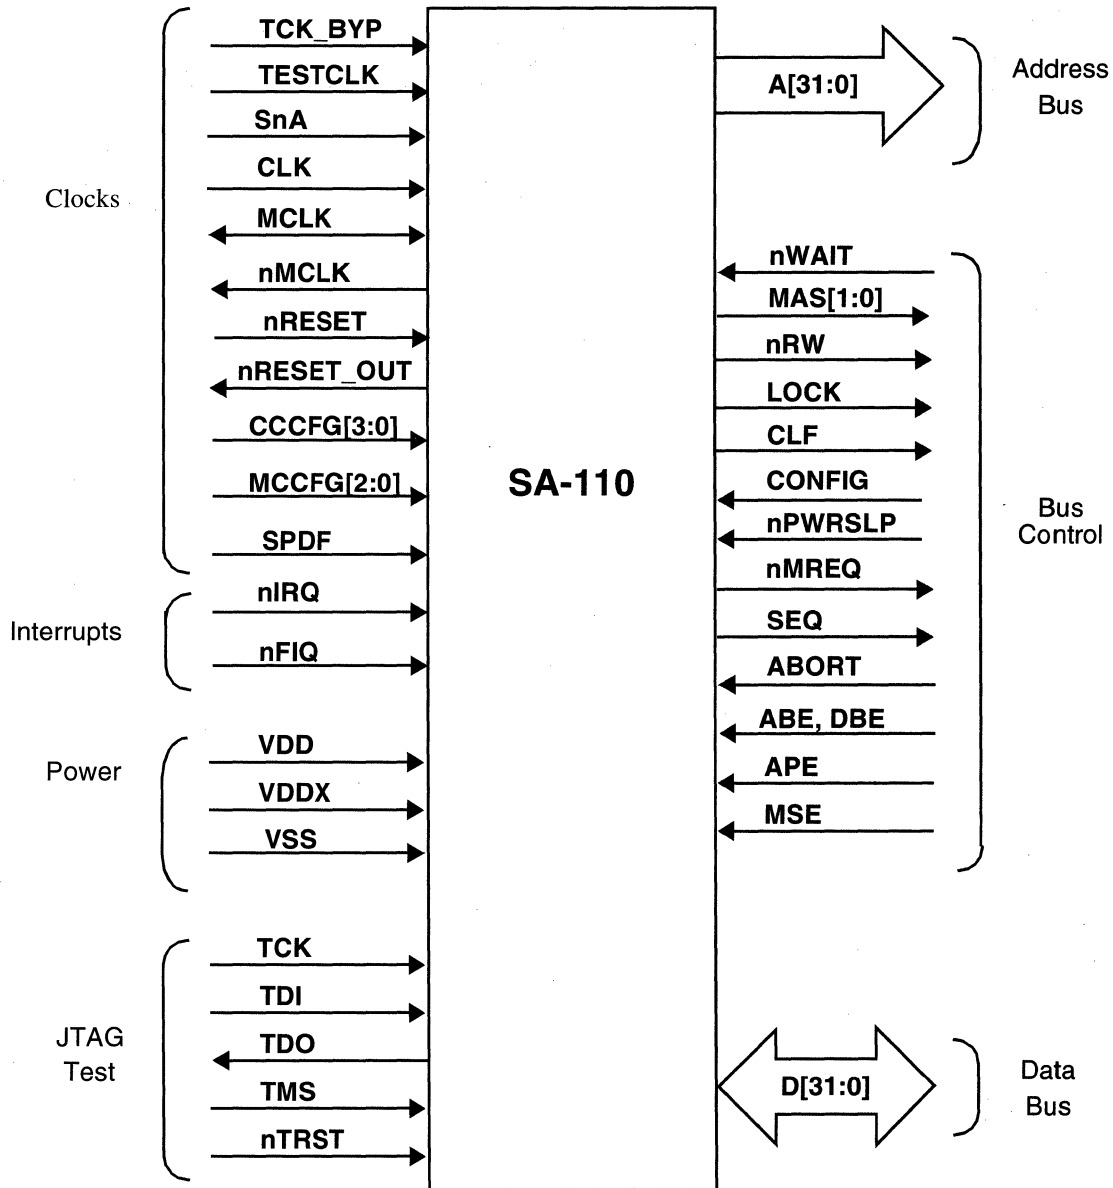 Clocks
TCK_BYP
TESTCLK
SnA
CLK
MCLK
nMCLK
nRESET
nRESET_OUT
CCCFG[3:0]
MCCFG[2:0]
SPDF
Interrupts
nIRQ
nFIQ
Power
VDD
VDDX
VSS
JTAG
Test
TCK
TDI
TDO
TMS
nTRST
SA-110
A[31:0]
Address
Bus
nWAIT
MAS[1:0]
nRW
LOCK
CLF
CONFIG
nPWRSLP
nMREQ
SEQ
ABORT
ABE, DBE
APE
MSE
Bus
Control
D[31:0]
Data
Bus